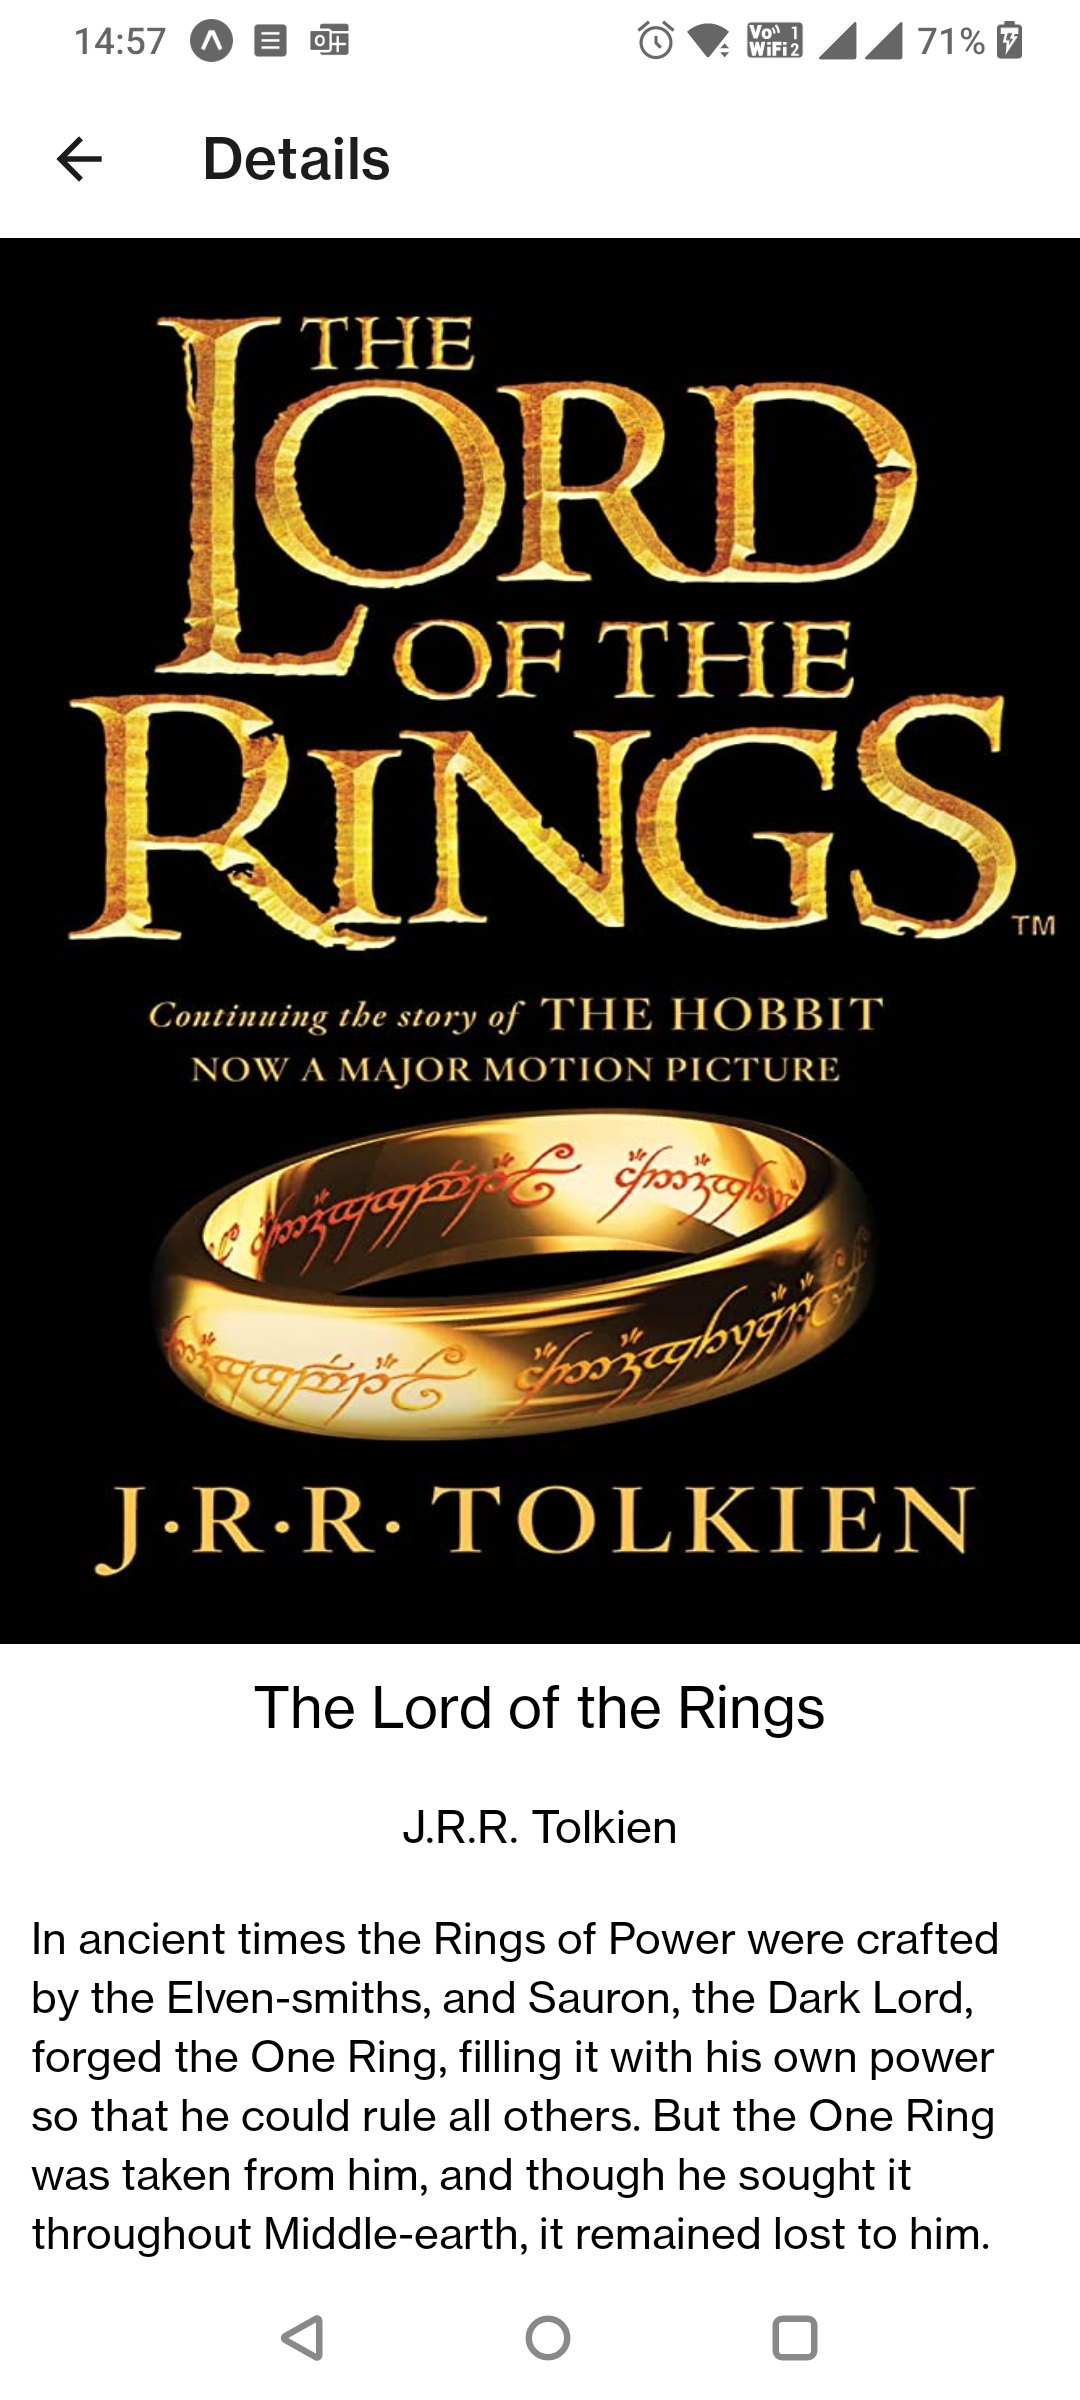 14:57
Vo 1
WiFi 2
71%
Details
THE
LORD
OF THE
RINGS TM
Continuing the story of THE HOBBIT
NOW A MAJOR MOTION PICTURE
J·R·R· TOLKIEN
The Lord of the Rings
J.R.R. Tolkien
In ancient times the Rings of Power were crafted
by the Elven-smiths, and Sauron, the Dark Lord,
forged the One Ring, filling it with his own power
so that he could rule all others. But the One Ring
was taken from him, and though he sought it
throughout Middle-earth, it remained lost to him.